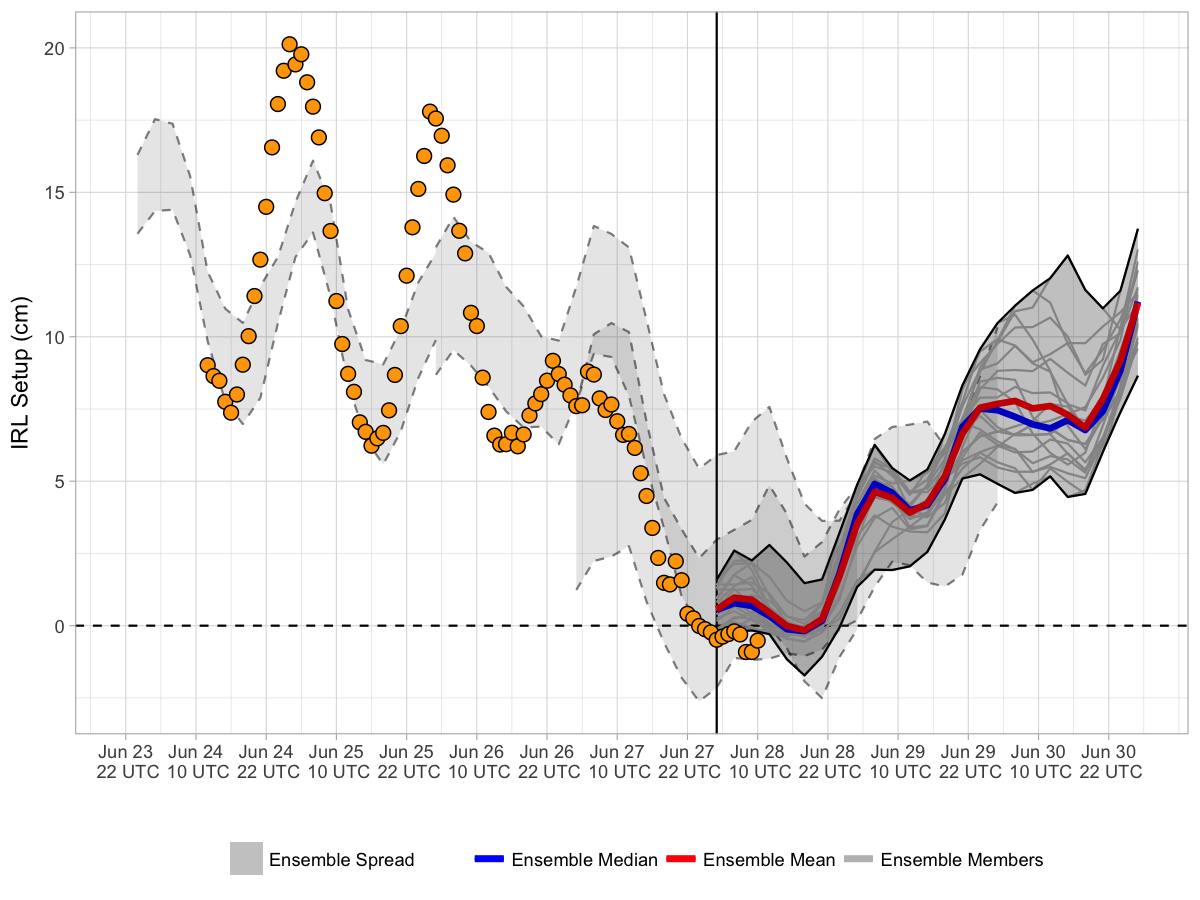 IRL Setup (cm)
20
15
10
5
0
Jun 23 Jun 24 Jun 24 Jun 25 Jun 25 Jun 26 Jun 26 Jun 27 Jun 27 Jun 28 Jun 28 Jun 29 Jun 29 Jun 30 Jun 30
22 UTC 10 UTC 22 UTC 10 UTC 22 UTC 10 UTC 22 UTC 10 UTC 22 UTC 10 UTC 22 UTC 10 UTC 22 UTC 10 UTC 22 UTC
Ensemble Spread Ensemble Median Ensemble Mean Ensemble Members